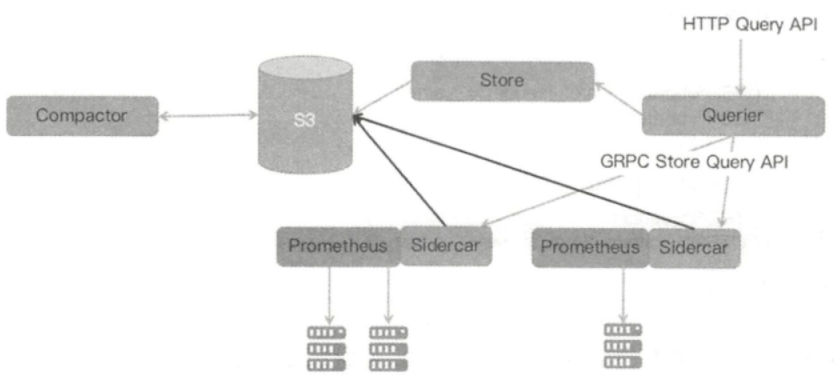 HTTP Query API
Store
Compactor
S3
Querier
GRPC Store Query API
Prometheus
Sidercar
Prometheus
Sidercar